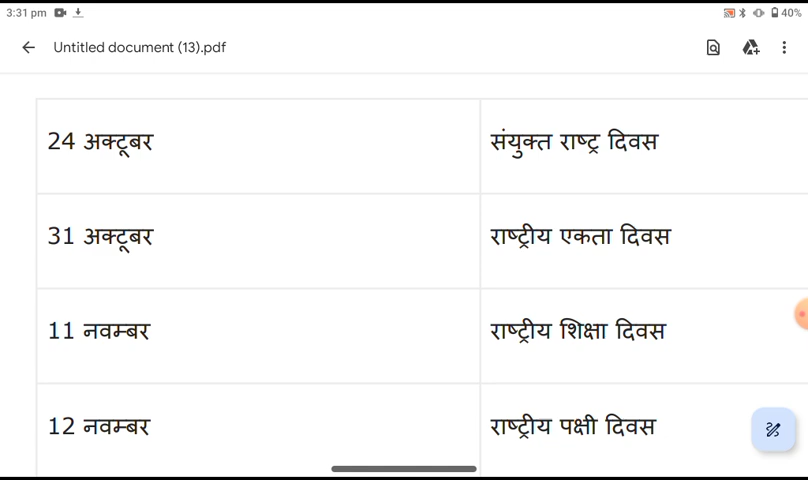 3:31 pm 40%
Untitled document (13).pdf
24 अक्टूबर संयुक्त राष्ट्र दिवस
31 अक्टूबर राष्ट्रीय एकता दिवस
11 नवम्बर राष्ट्रीय शिक्षा दिवस
12 नवम्बर राष्ट्रीय पक्षी दिवस